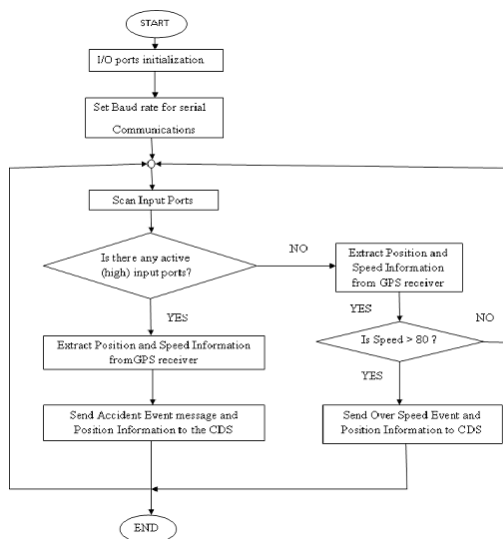 START
I/O ports initialization
Set Baud rate for serial
Communications
Scan Input Ports
Is there any active
(high) input ports?
NO
Extract Position and
Speed Information
from GPS receiver
YES
YES
NO
Is Speed > 80 ?
Extract Position and Speed Information
fromGPS receiver
YES
Send Accident Event message and
Position Information to the CDS
Send Over Speed Event and
Position Information to CDS
END